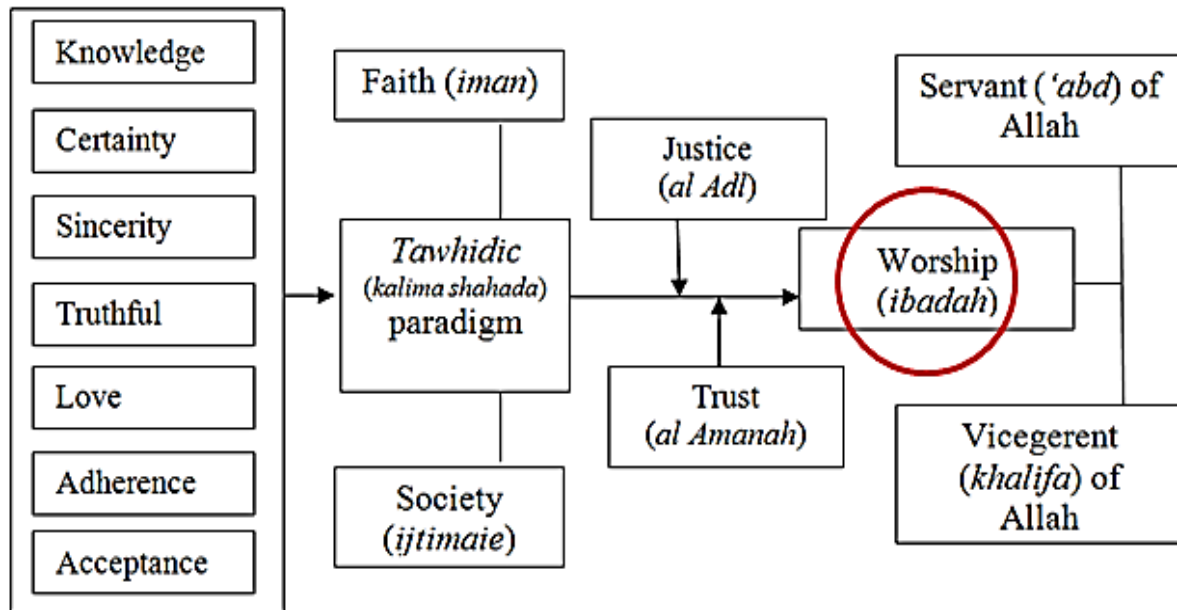 Knowledge
Certainty
Sincerity
Truthful
Love
Adherence
Acceptance
Faith (iman)
Tawhidic
(kalima shahada)
paradigm
Society
(ijtimaie)
Justice
(al Adl)
Trust
(al Amanah)
Worship
(ibadah)
Servant (‘abd) of
Allah
Vicegerent
(khalifa) of
Allah